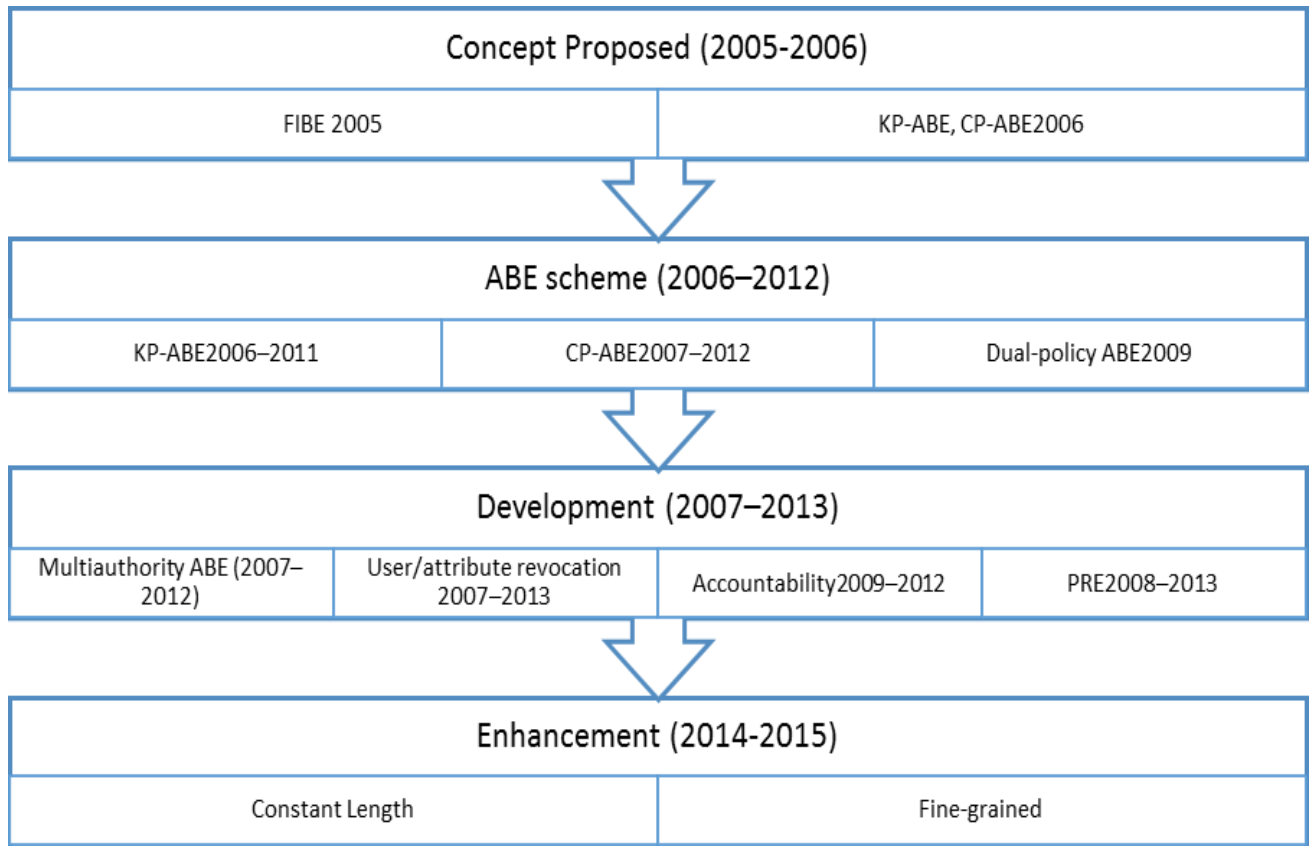 Concept Proposed (2005-2006)
FIBE 2005
KP-ABE, CP-ABE2006
ABE scheme (2006–2012)
KP-ABE2006–2011
CP-ABE2007–2012
Dual-policy ABE2009
Development (2007–2013)
Multiauthority ABE (2007–
2012)
User/attribute revocation
2007–2013
Accountability2009–2012
PRE2008–2013
Enhancement (2014-2015)
Constant Length
Fine-grained